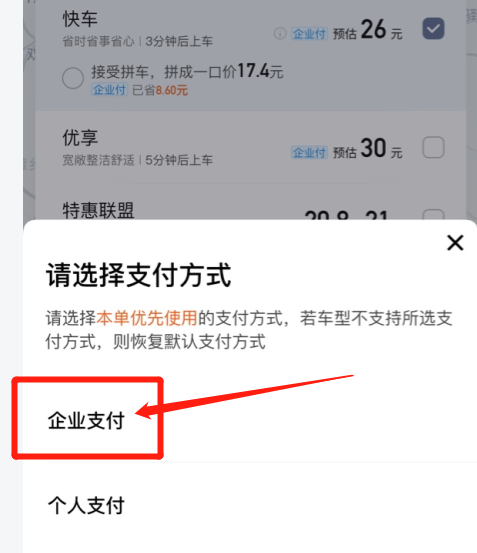 快车
省时省事省心 | 3分钟后上车
企业付 预估 26 元
接受拼车，拼成一口价17.4元
企业付 已省8.60元
优享
宽敞整洁舒适 | 5分钟后上车
企业付 预估 30 元
特惠联盟
请选择支付方式
请选择本单优先使用的支付方式，若车型不支持所选支
付方式，则恢复默认支付方式
企业支付
个人支付